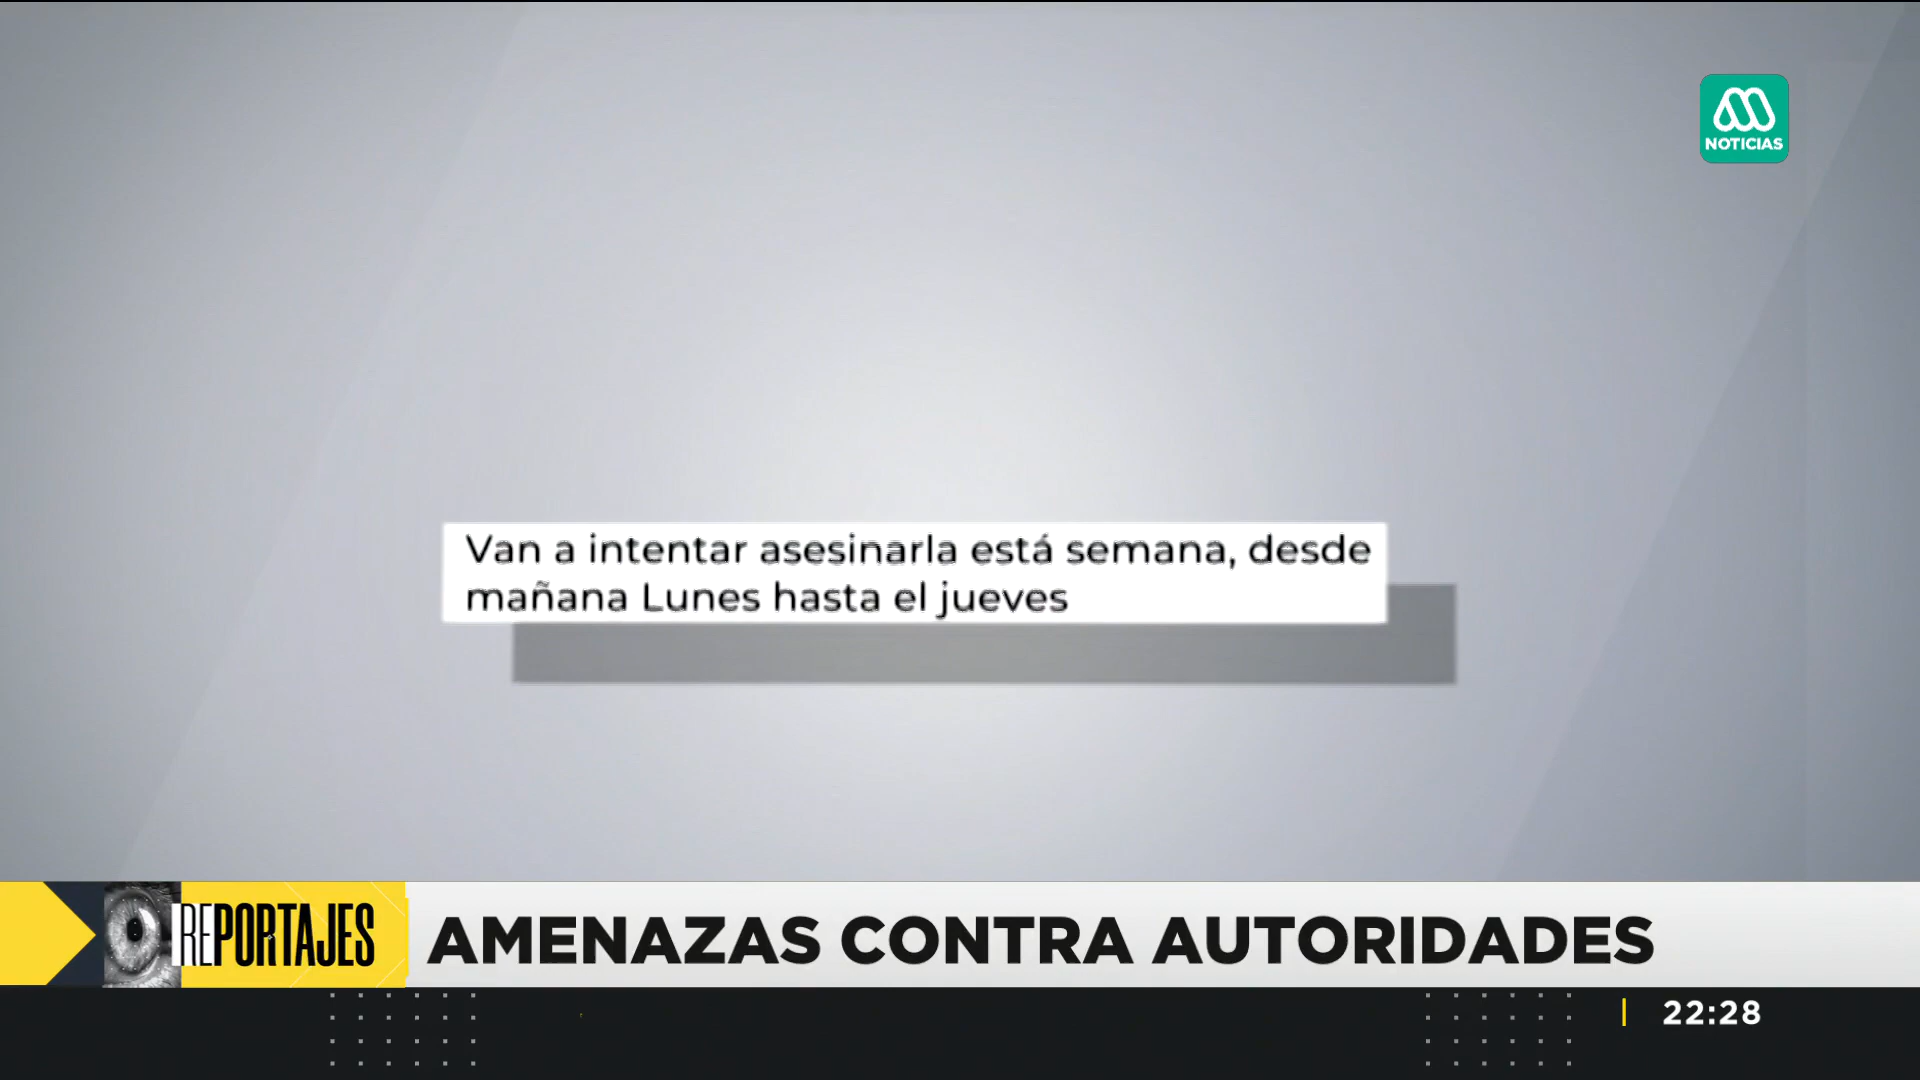 NOTICIAS
Van a intentar asesinarla está semana, desde
mañana Lunes hasta el jueves
REPORTAJES
AMENAZAS CONTRA AUTORIDADES
22:28